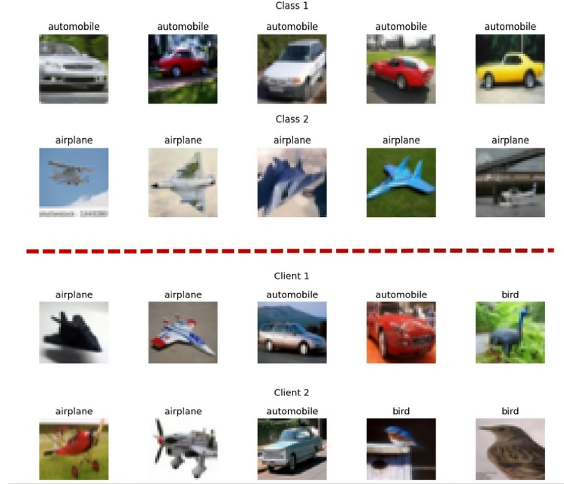 Class 1
automobile automobile automobile automobile automobile
Class 2
airplane airplane airplane airplane airplane
Client 1
airplane airplane automobile automobile bird
Client 2
airplane airplane automobile bird bird